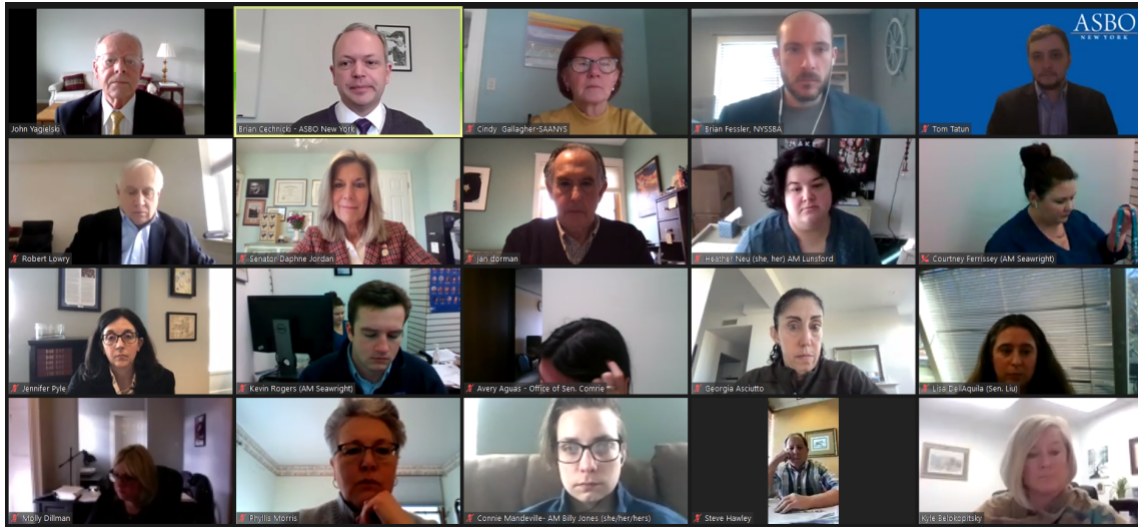 ASBO
NEW YORK
John Yagielski
Brian Cechnicki - ASBO New York
Cindy Gallagher-SAANYS
Brian Fessler, NYSSBA
Tom Tatun
Robert Lowry
Senator Daphne Jordan
jan dorman
Heather Neu (she, her) AM Lunsford
Courtney Ferrissey (AM Seawright)
Jennifer Pyle
Kevin Rogers (AM Seawright)
Avery Aguas - Office of Sen. Comrie
Georgia Asciutto
Lisa DellAquila (Sen. Liu)
Molly Dillman
Phyllis Morris
Connie Mandeville- AM Billy Jones (she/her/hers)
Steve Hawley
Kyle Belokopitsky